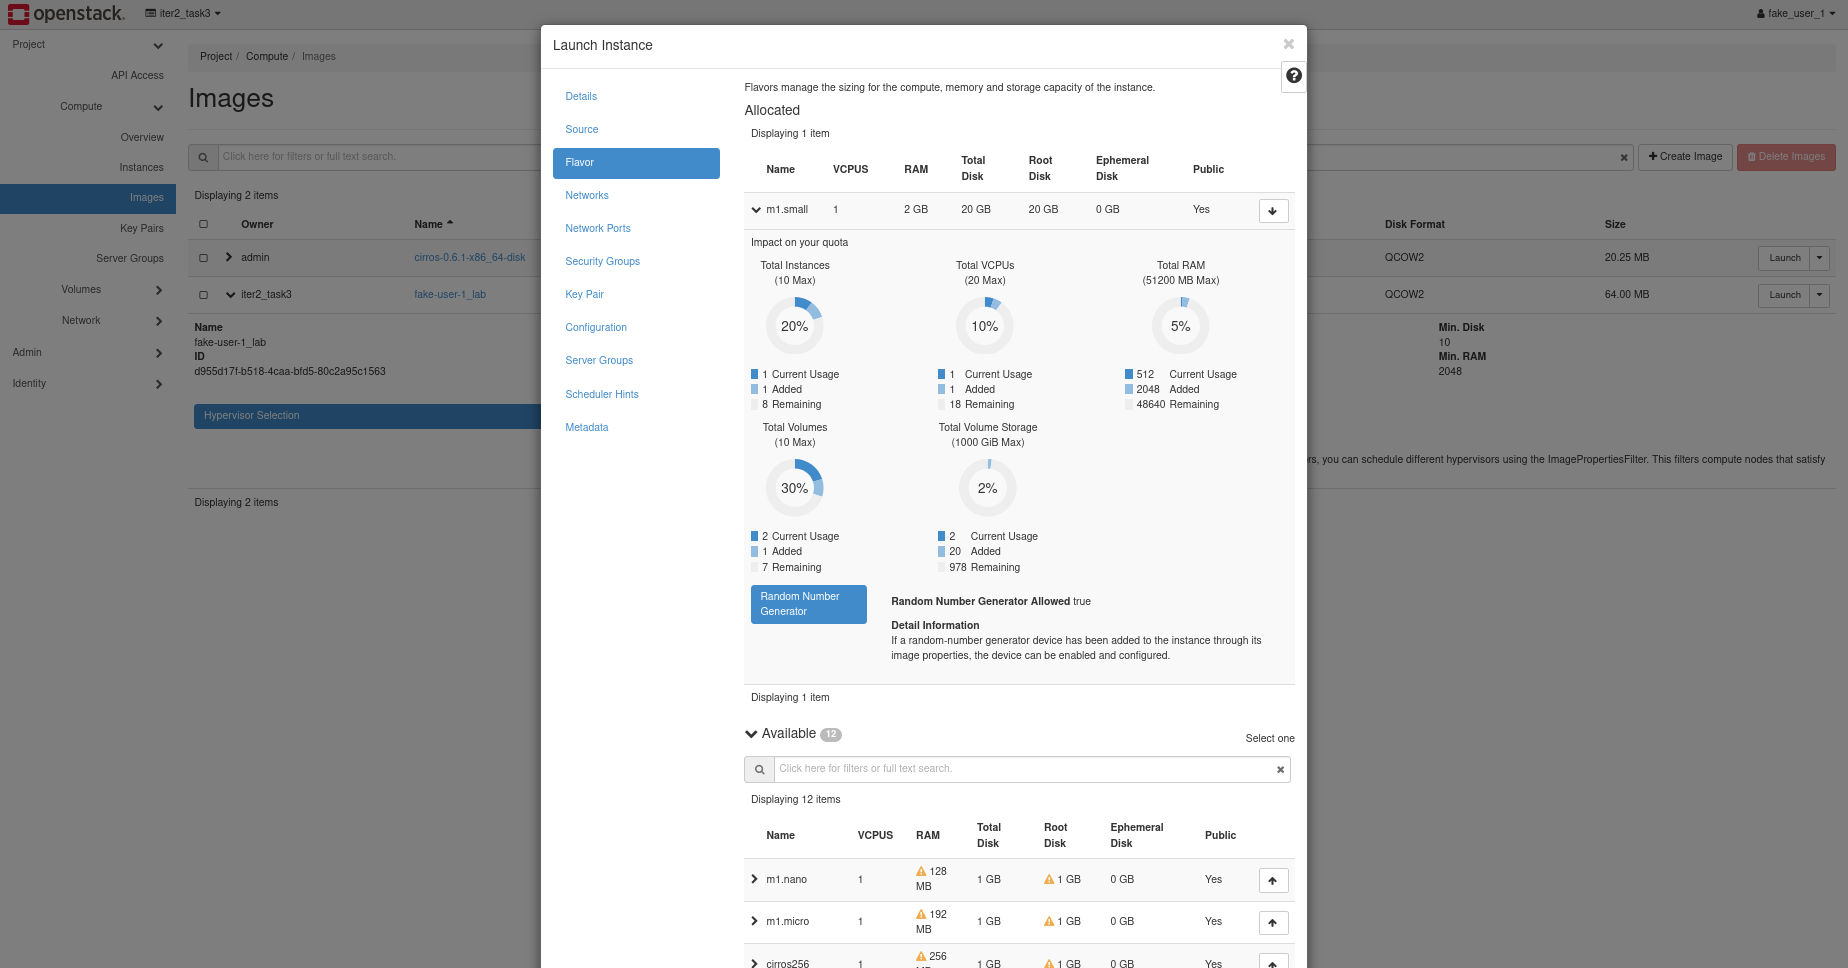 openstack.
iter2_task3
fake_user_1
Project
API Access
Compute
Overview
Instances
Images
Key Pairs
Server Groups
Volumes
Network
Admin
Identity
Project / Compute / Images
Images
Click here for filters or full text search.
Create Image
Delete Images
Displaying 2 items
Owner Name Disk Format Size
admin cirros-0.6.1-x86_64-disk QCOW2 20.25 MB Launch
iter2_task3 fake-user-1_lab QCOW2 64.00 MB Launch
Name
fake-user-1_lab
ID
d955d17f-b518-4caa-bfd5-80c2a95c1563
Min. Disk
10
Min. RAM
2048
Hypervisor Selection
rs, you can schedule different hypervisors using the ImagePropertiesFilter. This filters compute nodes that satisfy
Displaying 2 items
Launch Instance
Details
Source
Flavor
Networks
Network Ports
Security Groups
Key Pair
Configuration
Server Groups
Scheduler Hints
Metadata
Flavors manage the sizing for the compute, memory and storage capacity of the instance.
Allocated
Displaying 1 item
Name VCPUS RAM Total Disk Root Disk Ephemeral Disk Public
m1.small 1 2 GB 20 GB 20 GB 0 GB Yes
Impact on your quota
Total Instances
(10 Max)
20%
1 Current Usage
1 Added
8 Remaining
Total VCPUs
(20 Max)
10%
1 Current Usage
1 Added
18 Remaining
Total RAM
(51200 MB Max)
5%
512 Current Usage
2048 Added
48640 Remaining
Total Volumes
(10 Max)
30%
2 Current Usage
1 Added
7 Remaining
Total Volume Storage
(1000 GiB Max)
2%
2 Current Usage
20 Added
978 Remaining
Random Number
Generator
Random Number Generator Allowed true
Detail Information
If a random-number generator device has been added to the instance through its
image properties, the device can be enabled and configured.
Displaying 1 item
Available 12
Select one
Click here for filters or full text search.
Displaying 12 items
Name VCPUS RAM Total Disk Root Disk Ephemeral Disk Public
m1.nano 1 128 MB 1 GB 1 GB 0 GB Yes
m1.micro 1 192 MB 1 GB 1 GB 0 GB Yes
cirros256 1 256 1 GB 1 GB 0 GB Yes